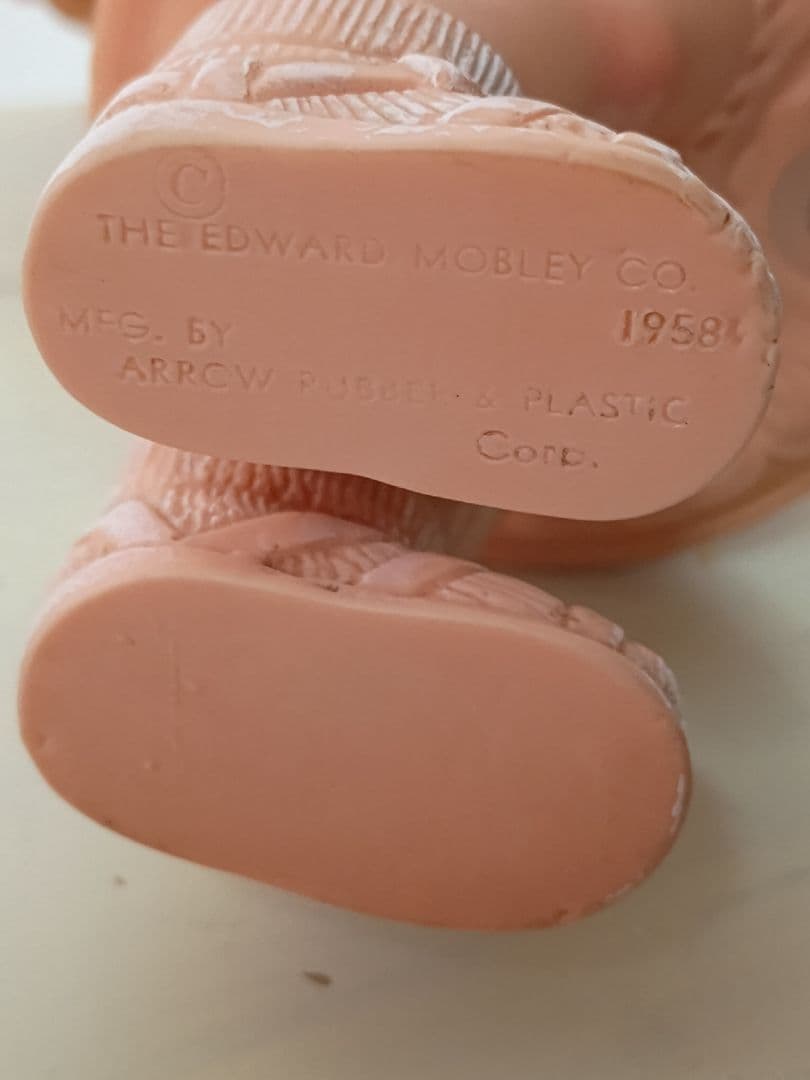 ©
THE EDWARD MOBLEY CO.
1958
MFG. BY
ARROW RUBBER & PLASTIC
Corp.